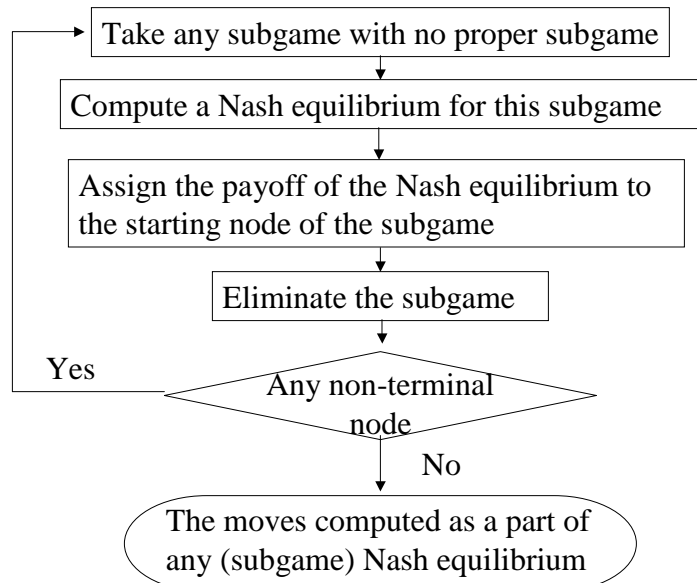 Take any subgame with no proper subgame
Compute a Nash equilibrium for this subgame
Assign the payoff of the Nash equilibrium to
the starting node of the subgame
Eliminate the subgame
Yes
Any non-terminal
node
No
The moves computed as a part of
any (subgame) Nash equilibrium